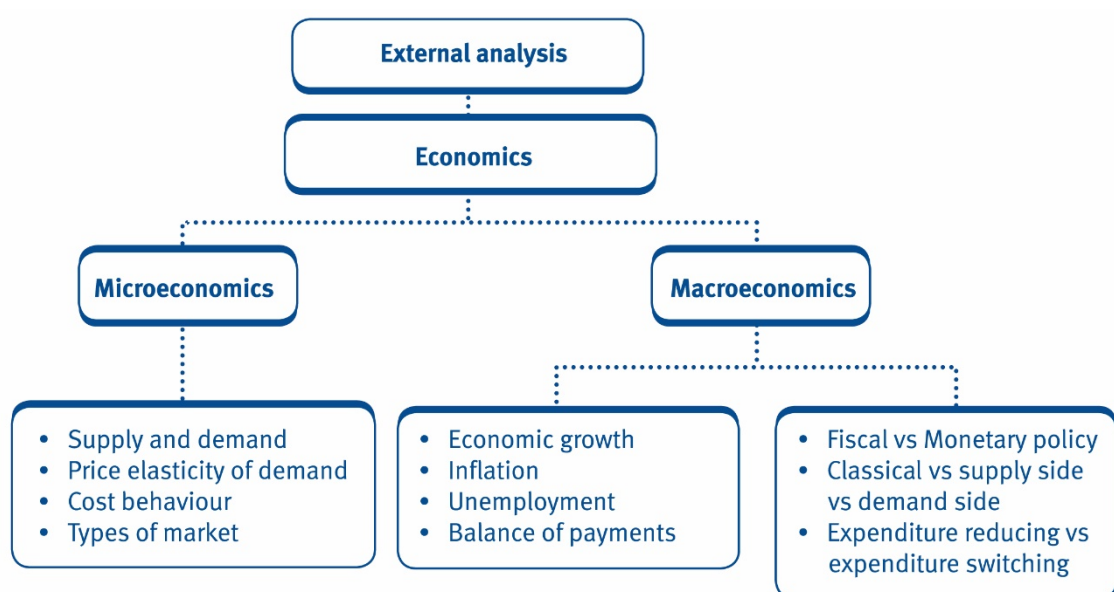 External analysis
Economics
Microeconomics
Macroeconomics
• Supply and demand
• Price elasticity of demand
• Cost behaviour
• Types of market
• Economic growth
• Inflation
• Unemployment
• Balance of payments
• Fiscal vs Monetary policy
• Classical vs supply side
vs demand side
• Expenditure reducing vs
expenditure switching